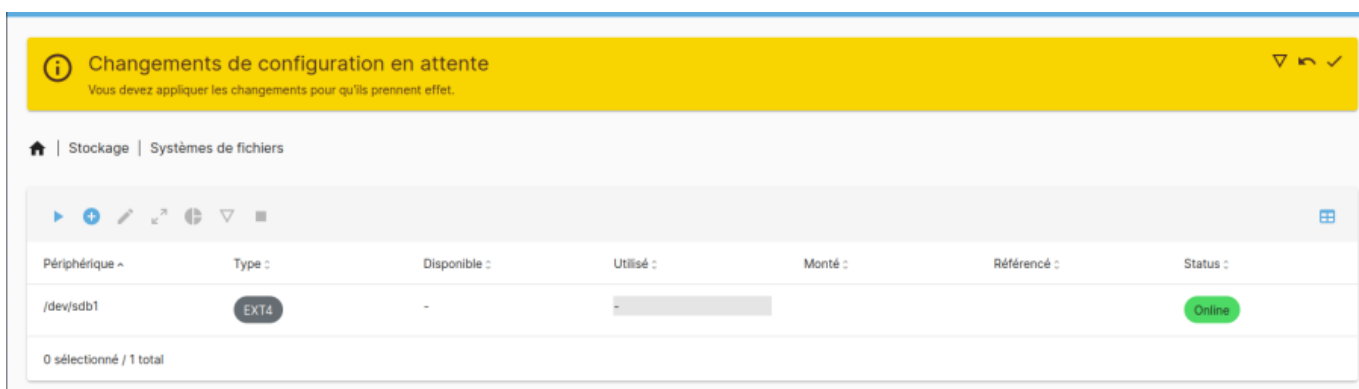 Changements de configuration en attente
Vous devez appliquer les changements pour qu'ils prennent effet.
| Stockage | Systèmes de fichiers
Périphérique Type Disponible Utilisé Monté Référencé Status
/dev/sdb1 EXT4 - - Online
0 sélectionné / 1 total